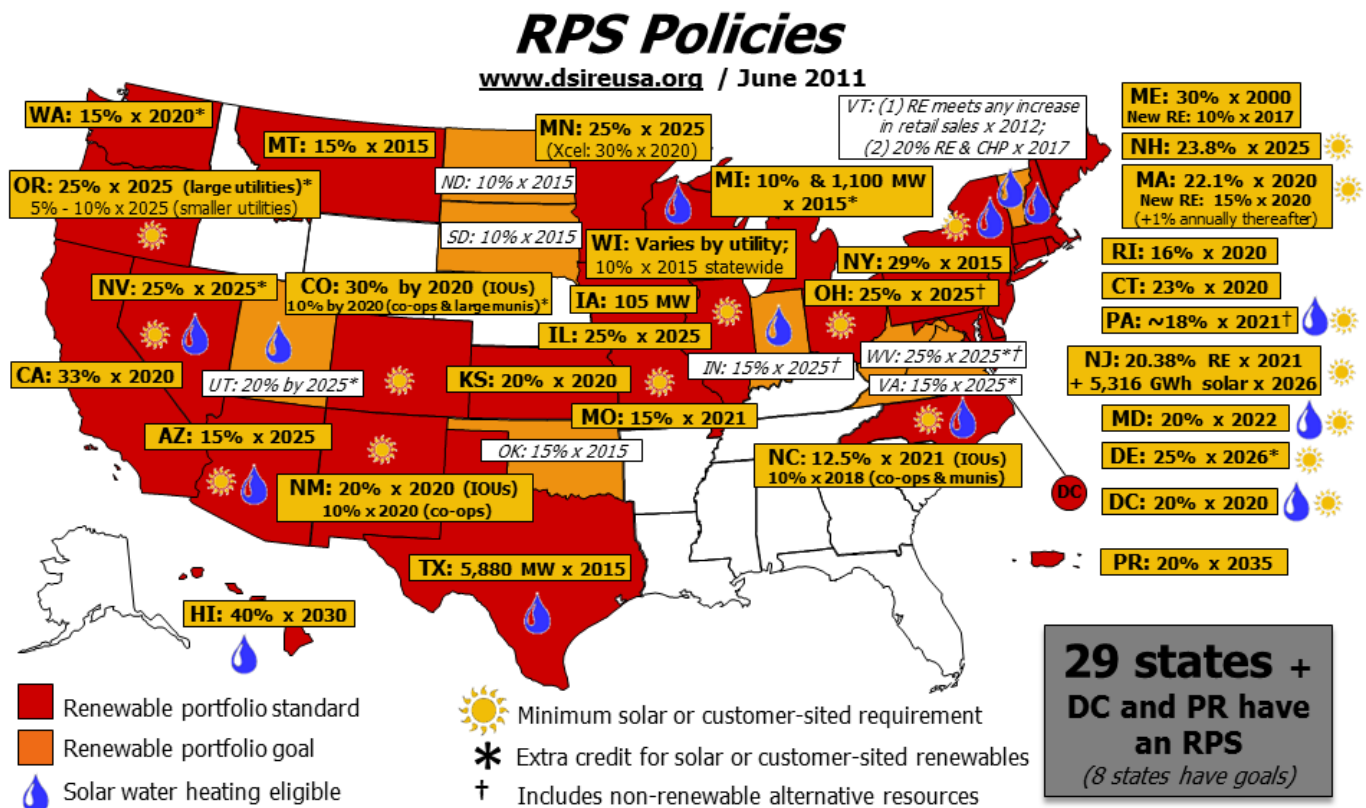 RPS Policies
www.dsireusa.org / June 2011
WA: 15% x 2020*
MT: 15% x 2015
MN: 25% x 2025
(Xcel: 30% x 2020)
VT: (1) RE meets any increase
in retail sales x 2012;
(2) 20% RE & CHP x 2017
ME: 30% x 2000
New RE: 10% x 2017
NH: 23.8% x 2025
OR: 25% x 2025 (large utilities)*
5% - 10% x 2025 (smaller utilities)
ND: 10% x 2015
MI: 10% & 1,100 MW
x 2015*
MA: 22.1% x 2020
New RE: 15% x 2020
(+1% annually thereafter)
SD: 10% x 2015
WI: Varies by utility;
10% x 2015 statewide
NY: 29% x 2015
RI: 16% x 2020
NV: 25% x 2025*
CO: 30% by 2020 (IOUs)
10% by 2020 (co-ops & large munis)*
IA: 105 MW
OH: 25% x 2025†
CT: 23% x 2020
IL: 25% x 2025
PA: ~18% x 2021†
CA: 33% x 2020
UT: 20% by 2025*
KS: 20% x 2020
IN: 15% x 2025†
WV: 25% x 2025*†
VA: 15% x 2025*
NJ: 20.38% RE x 2021
+ 5,316 GWh solar x 2026
MO: 15% x 2021
MD: 20% x 2022
AZ: 15% x 2025
OK: 15% x 2015
NC: 12.5% x 2021 (IOUs)
10% x 2018 (co-ops & munis)
DE: 25% x 2026*
NM: 20% x 2020 (IOUs)
10% x 2020 (co-ops)
DC
DC: 20% x 2020
TX: 5,880 MW x 2015
PR: 20% x 2035
HI: 40% x 2030
29 states +
DC and PR have
an RPS
(8 states have goals)
Renewable portfolio standard
Renewable portfolio goal
Solar water heating eligible
Minimum solar or customer-sited requirement
* Extra credit for solar or customer-sited renewables
† Includes non-renewable alternative resources